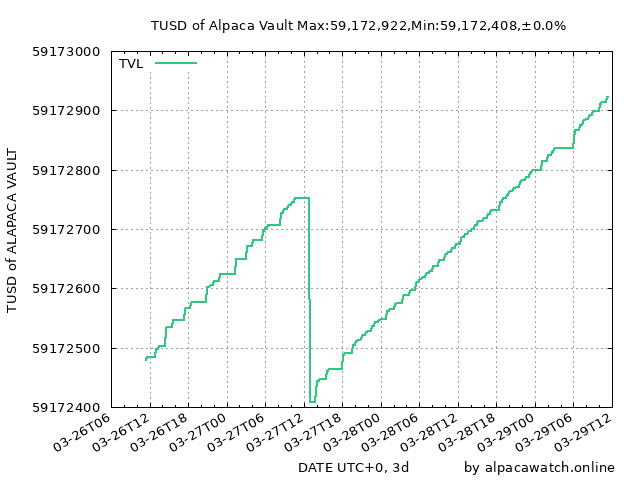 TUSD of Alpaca Vault Max:59,172,922,Min:59,172,408,±0.0%
TVL
TUSD of ALAPACA VAULT
59173000
59172900
59172800
59172700
59172600
59172500
59172400
03-26T06
03-26T12
03-26T18
03-27T00
03-27T06
03-27T12
03-27T18
03-28T00
03-28T06
03-28T12
03-28T18
03-29T00
03-29T06
03-29T12
DATE UTC+0, 3d
by alpacawatch.online